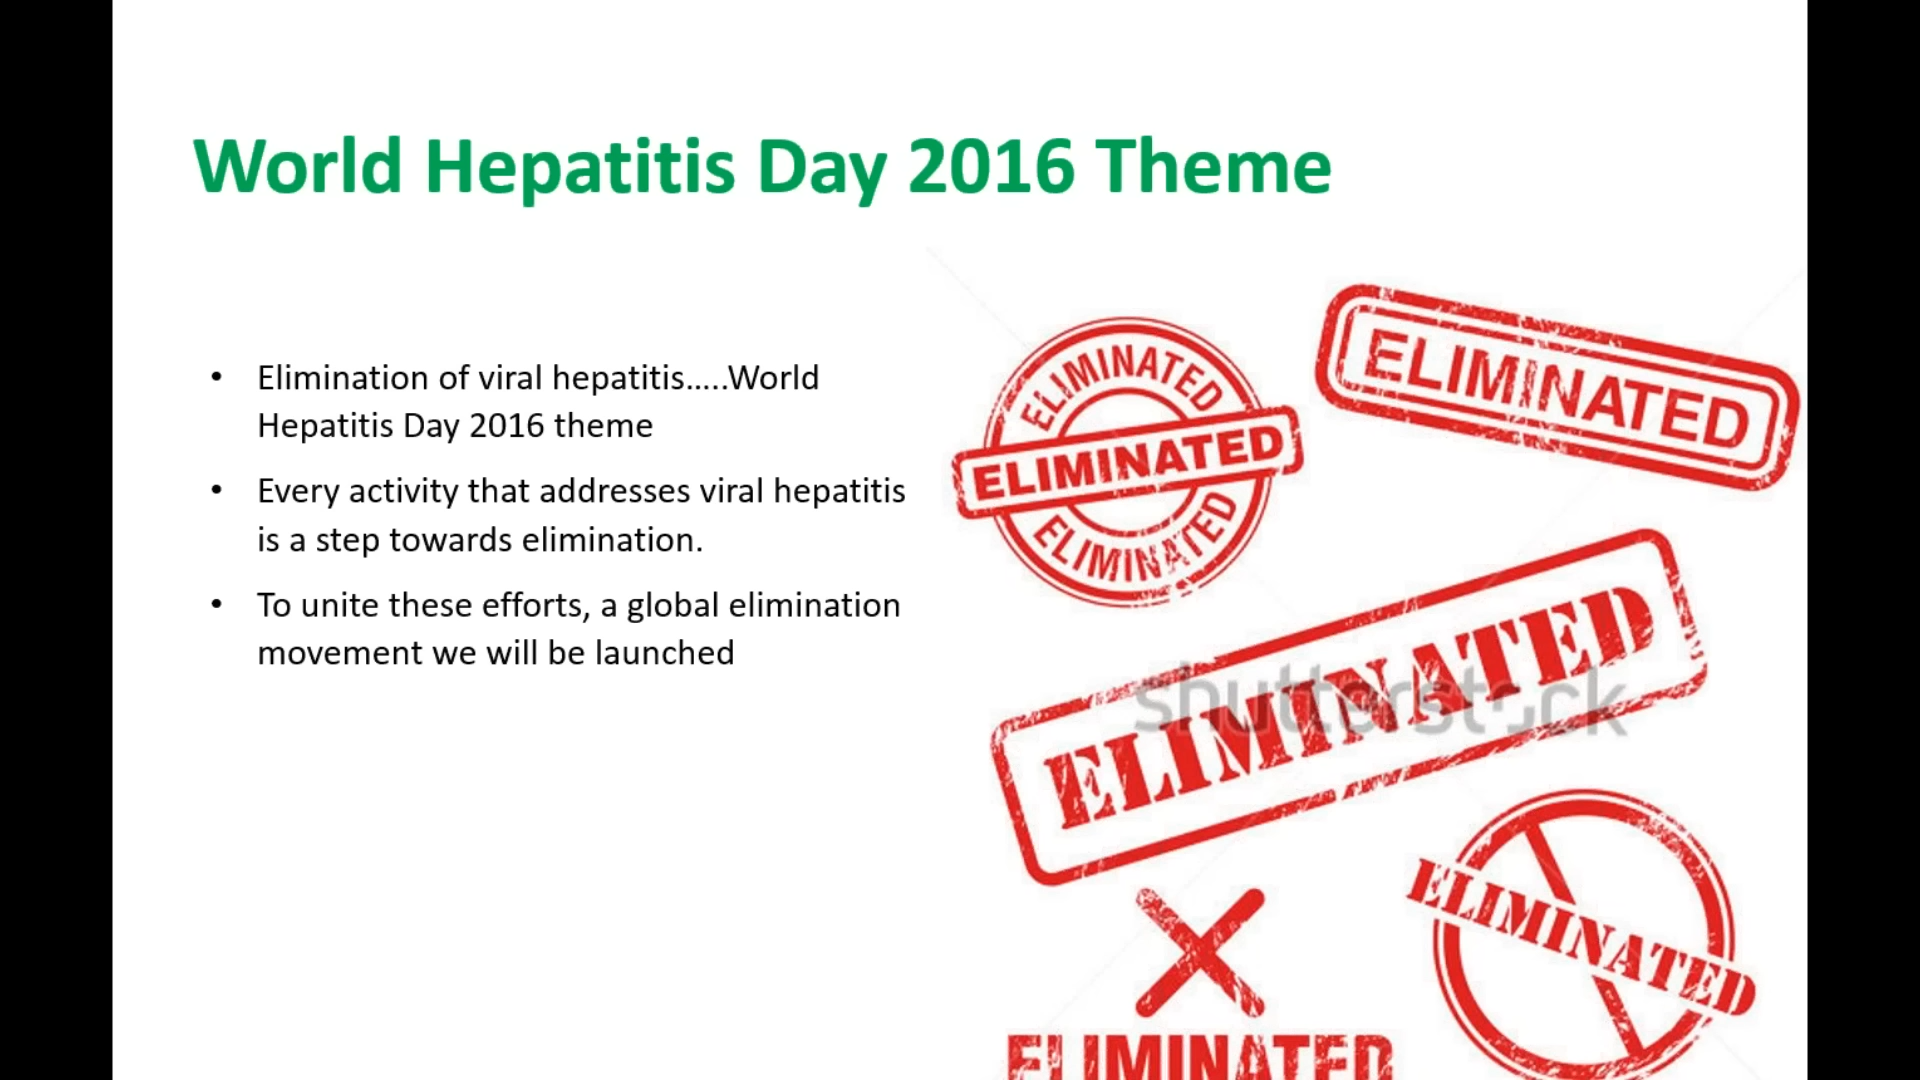 World Hepatitis Day 2016 Theme
• Elimination of viral hepatitis.....World
Hepatitis Day 2016 theme
• Every activity that addresses viral hepatitis
is a step towards elimination.
• To unite these efforts, a global elimination
movement we will be launched
ELIMINATED
ELIMINATED
ELIMINATED
ELIMINATED
ELIMINATED
shutterstock
ELIMINATED
ELIMINATED